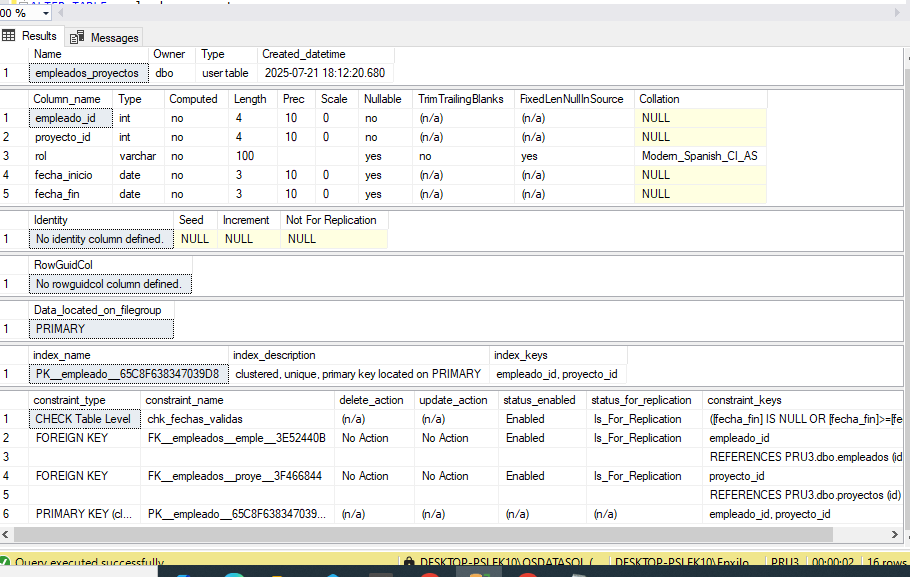 00 %
Results Messages
Name Owner Type Created_datetime
1 empleados_proyectos dbo user table 2025-07-21 18:12:20.680
Column_name Type Computed Length Prec Scale Nullable TrimTrailingBlanks FixedLenNullInSource Collation
1 empleado_id int no 4 10 0 no (n/a) (n/a) NULL
2 proyecto_id int no 4 10 0 no (n/a) (n/a) NULL
3 rol varchar no 100 yes no yes Modern_Spanish_CI_AS
4 fecha_inicio date no 3 10 0 yes (n/a) (n/a) NULL
5 fecha_fin date no 3 10 0 yes (n/a) (n/a) NULL
Identity Seed Increment Not For Replication
1 No identity column defined. NULL NULL NULL
RowGuidCol
1 No rowguidcol column defined.
Data_located_on_filegroup
1 PRIMARY
index_name index_description index_keys
1 PK__empleado__65C8F638347039D8 clustered, unique, primary key located on PRIMARY empleado_id, proyecto_id
constraint_type constraint_name delete_action update_action status_enabled status_for_replication constraint_keys
1 CHECK Table Level chk_fechas_validas (n/a) (n/a) Enabled Is_For_Replication ([fecha_fin] IS NULL OR [fecha_fin]>=[fe
2 FOREIGN KEY FK__empleados__emple__3E52440B No Action No Action Enabled Is_For_Replication empleado_id
3 REFERENCES PRU3.dbo.empleados (id
4 FOREIGN KEY FK__empleados__proye__3F466844 No Action No Action Enabled Is_For_Replication proyecto_id
5 REFERENCES PRU3.dbo.proyectos (id)
6 PRIMARY KEY (cl... PK__empleado__65C8F638347039... (n/a) (n/a) (n/a) (n/a) empleado_id, proyecto_id
Query executed successfully PRU3 00:00:02 16 rows